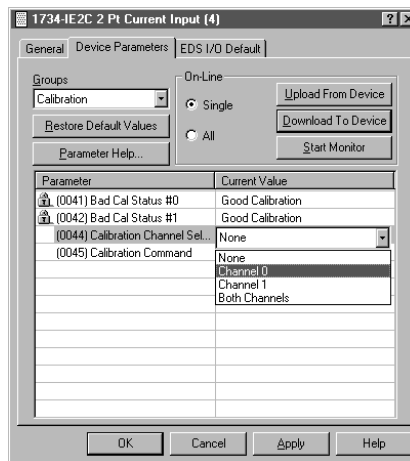 1734-IE2C 2 Pt Current Input (4)
General Device Parameters EDS I/O Default
Groups
Calibration
Restore Default Values
Parameter Help...
On-Line
Single
All
Upload From Device
Download To Device
Start Monitor
Parameter Current Value
(0041) Bad Cal Status #0 Good Calibration
(0042) Bad Cal Status #1 Good Calibration
(0044) Calibration Channel Sel... None
(0045) Calibration Command
None
Channel 0
Channel 1
Both Channels
OK Cancel Apply Help